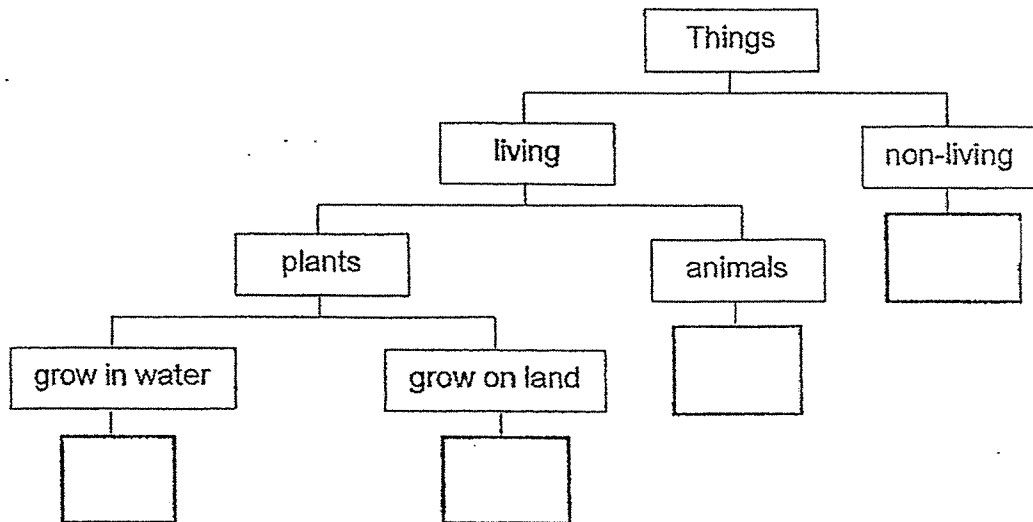 Things
living
non-living
plants
animals
grow in water
grow on land